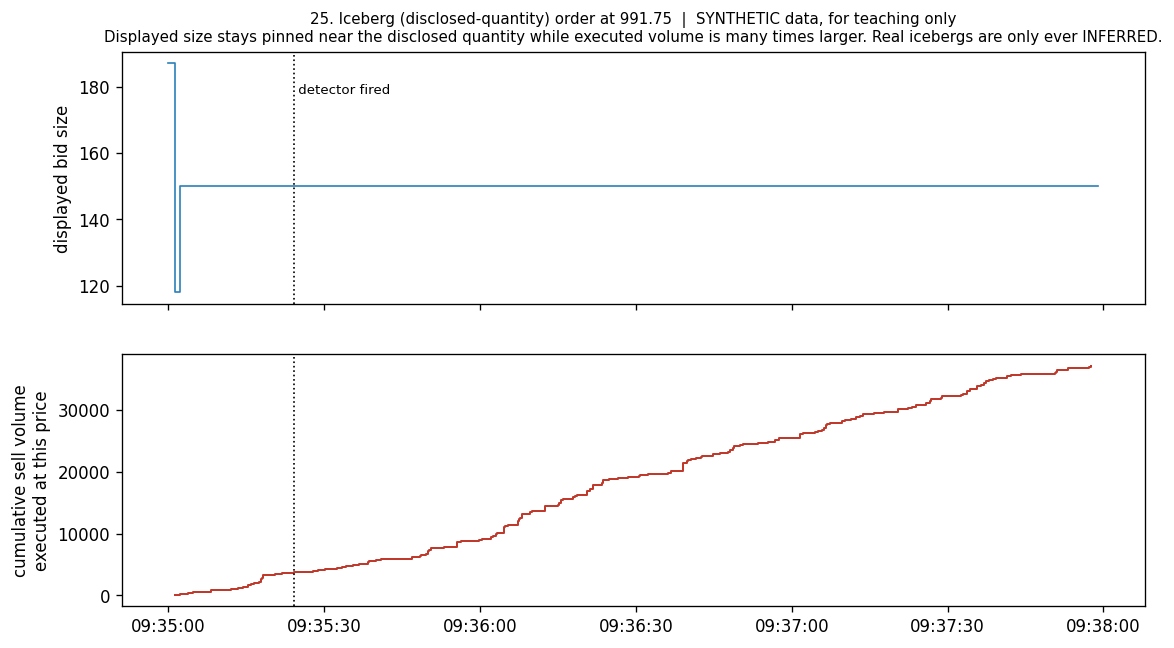 25. Iceberg (disclosed-quantity) order at 991.75 | SYNTHETIC data, for teaching only
Displayed size stays pinned near the disclosed quantity while executed volume is many times larger. Real icebergs are only ever INFERRED.
displayed bid size
180
160
140
120
detector fired
cumulative sell volume
executed at this price
30000
20000
10000
0
09:35:00 09:35:30 09:36:00 09:36:30 09:37:00 09:37:30 09:38:00